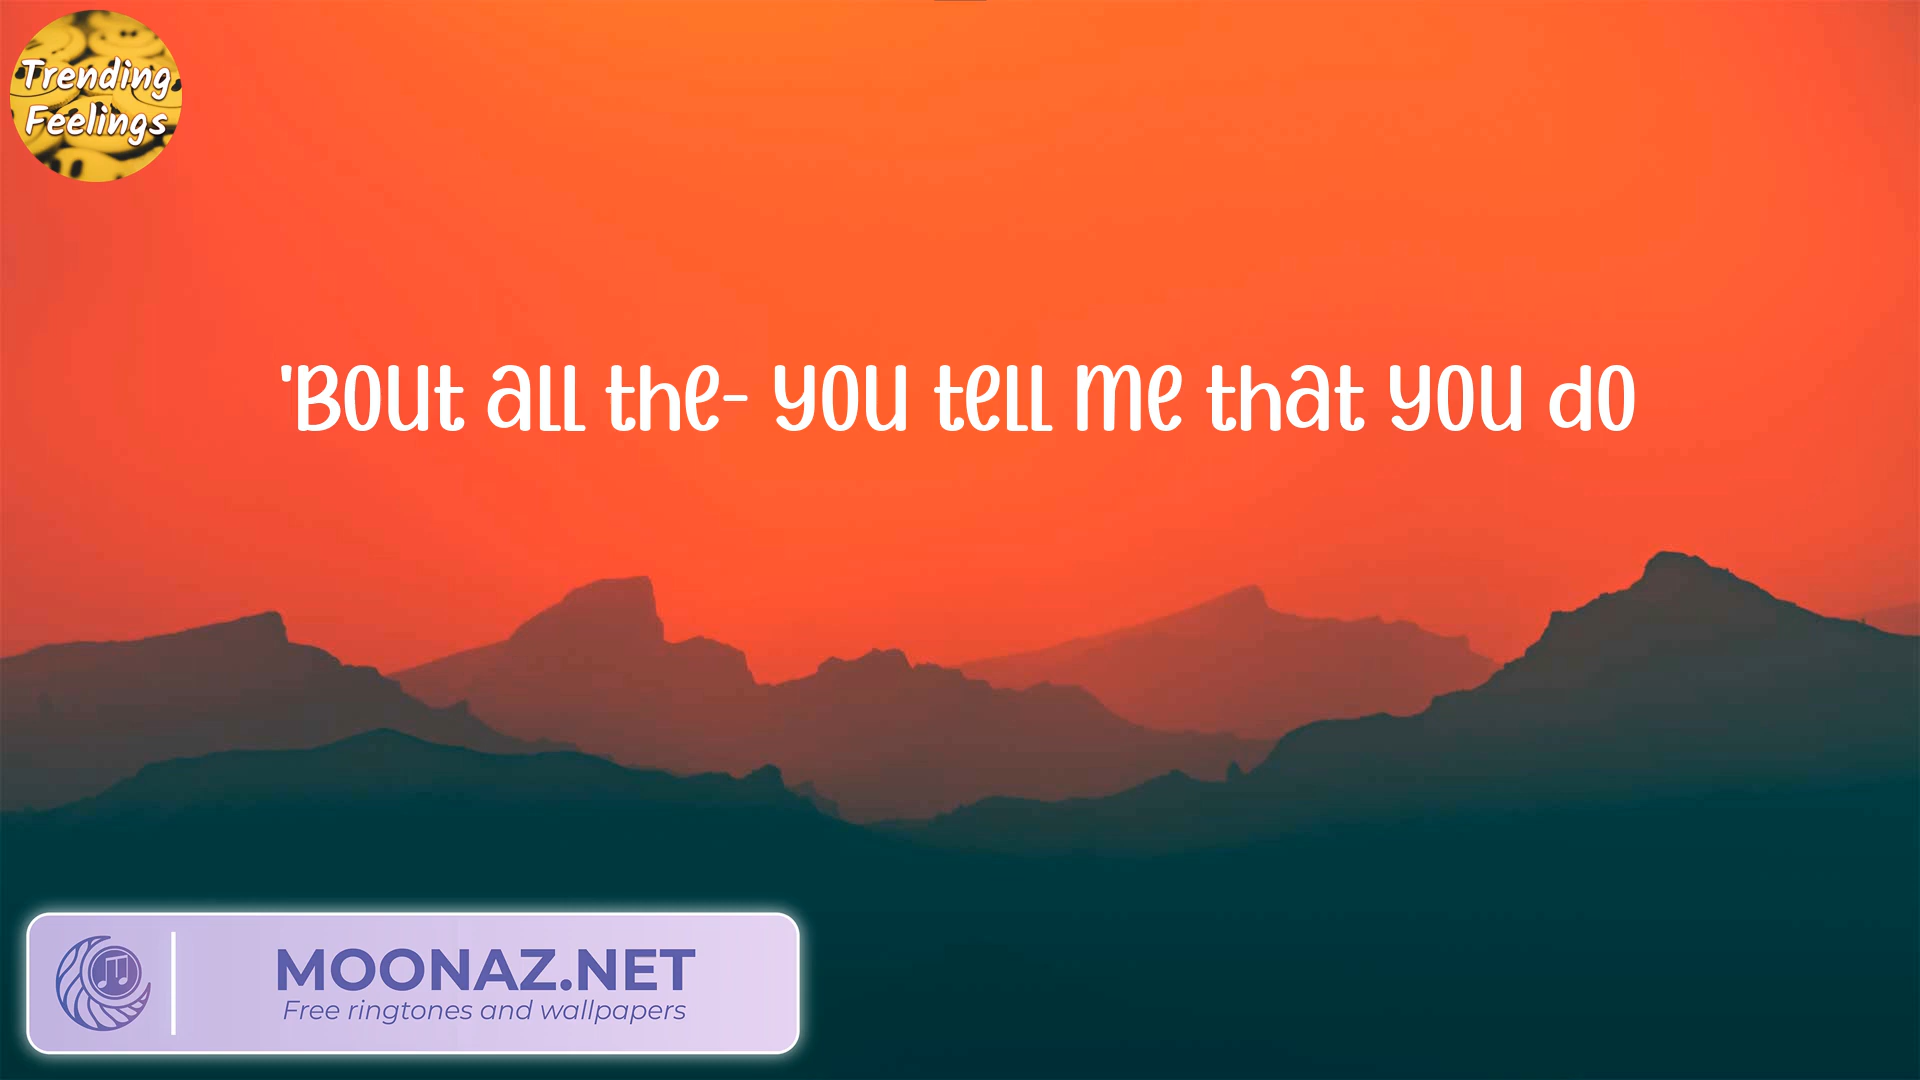 Trending
Feelings
'Bout all the- you tell me that you do
MOONAZ.NET
Free ringtones and wallpapers